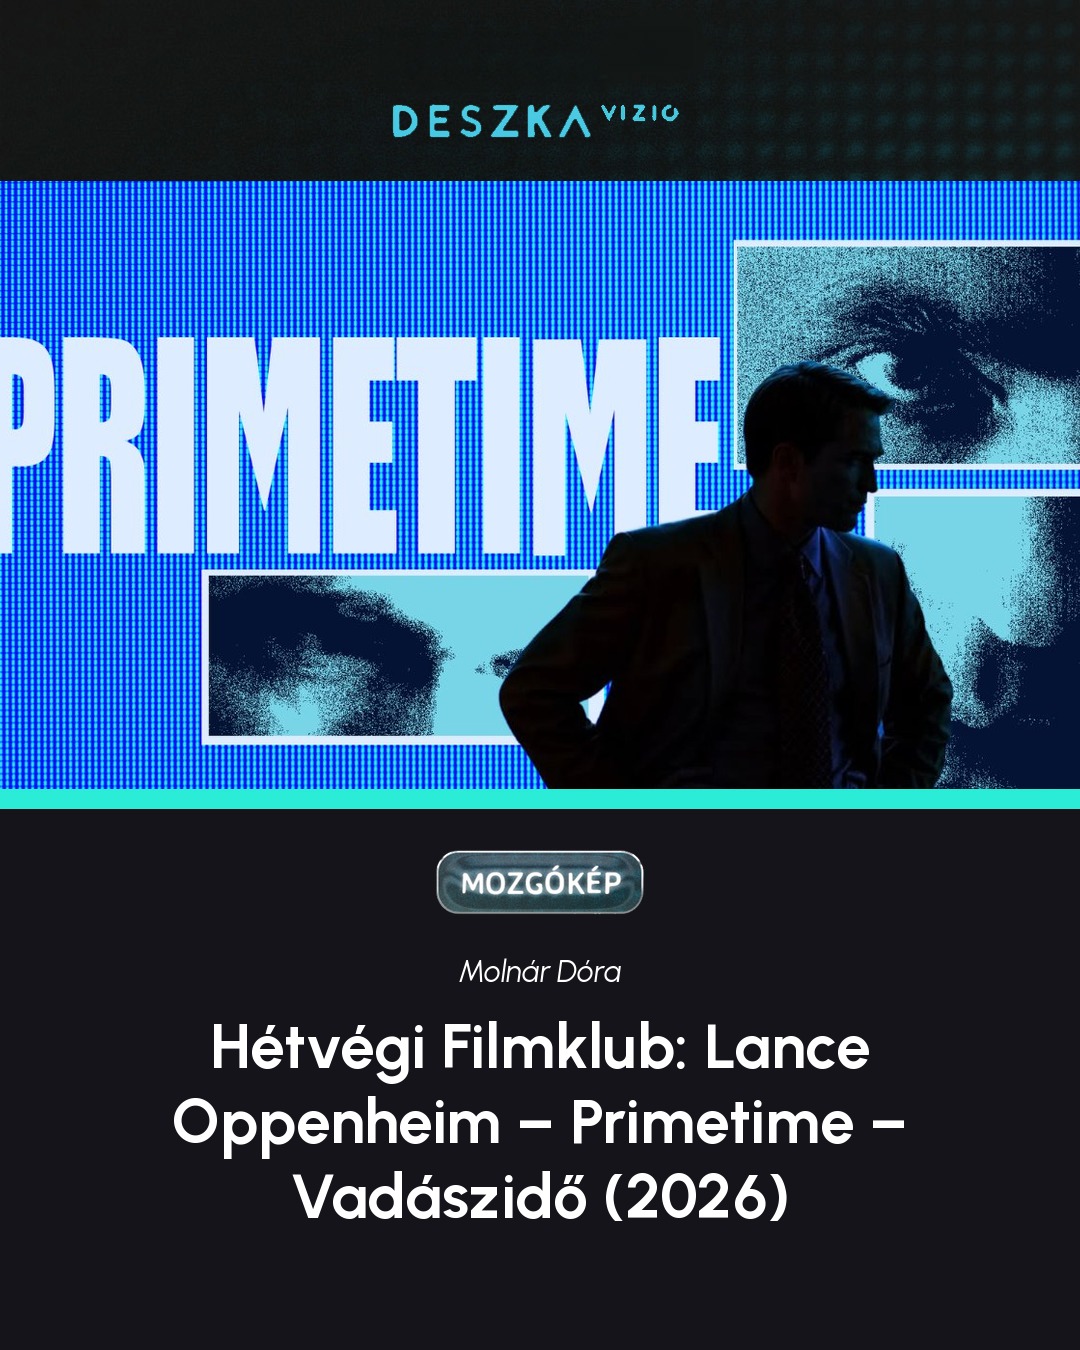 DESZKA VIZIO
PRIMETIME
MOZGÓKÉP
Molnár Dóra
Hétvégi Filmklub: Lance
Oppenheim – Primetime –
Vadászidő (2026)